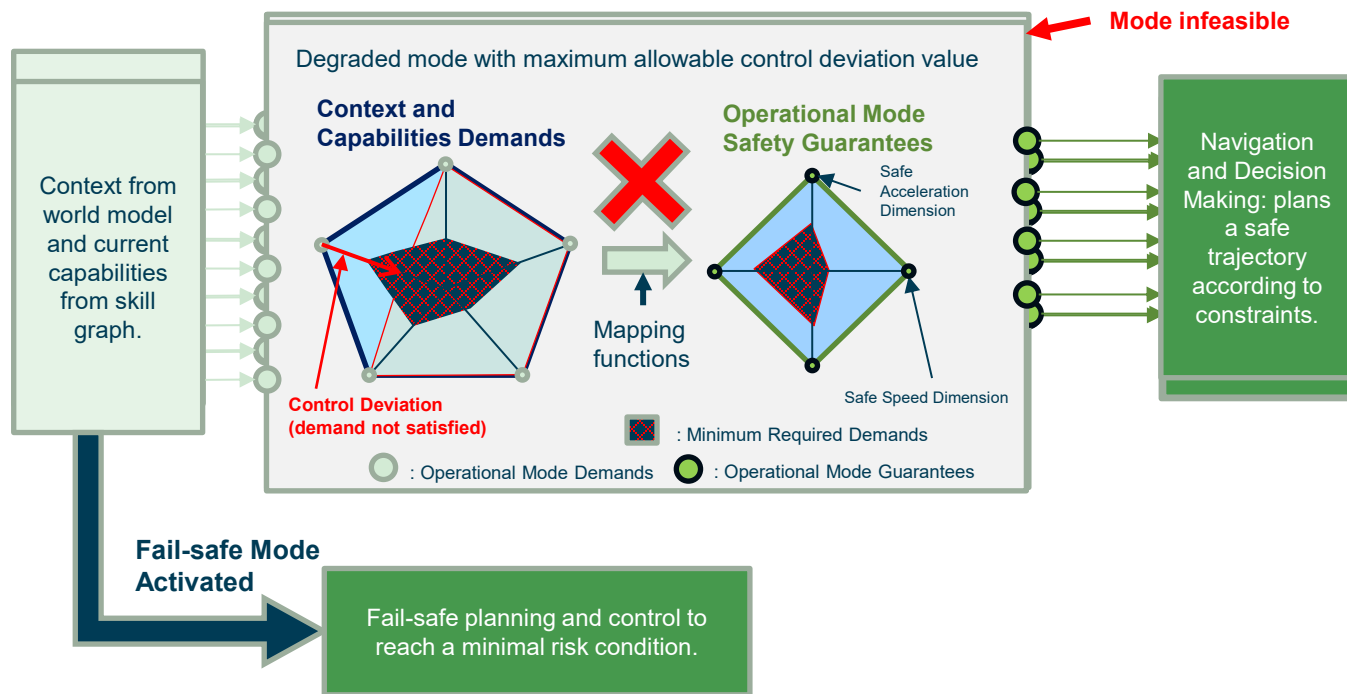 Mode infeasible
Degraded mode with maximum allowable control deviation value
Context from
world model
and current
capabilities
from skill
graph.
Context and
Capabilities Demands
Operational Mode
Safety Guarantees
Safe
Acceleration
Dimension
Mapping
functions
Control Deviation
(demand not satisfied)
Safe Speed Dimension
: Minimum Required Demands
: Operational Mode Demands
: Operational Mode Guarantees
Navigation
and Decision
Making: plans
a safe
trajectory
according to
constraints.
Fail-safe Mode
Activated
Fail-safe planning and control to
reach a minimal risk condition.